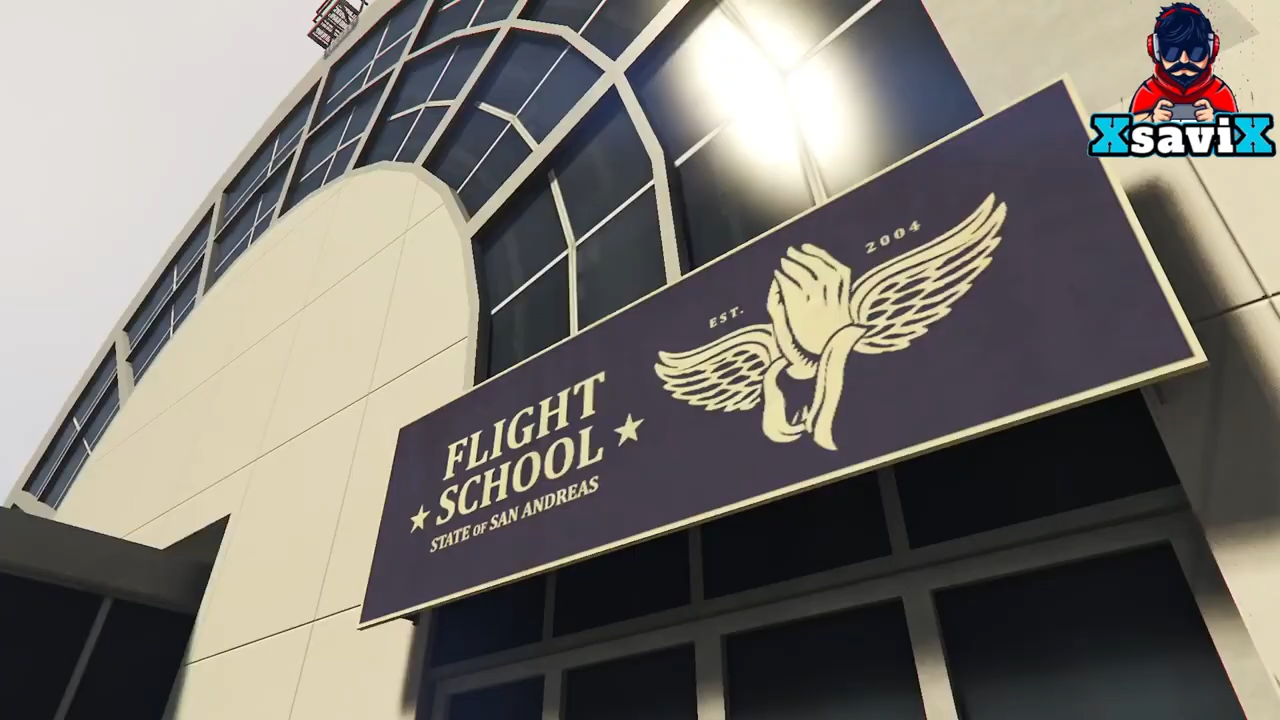 XsaviX
EST.
2004
FLIGHT
SCHOOL
STATE OF SAN ANDREAS